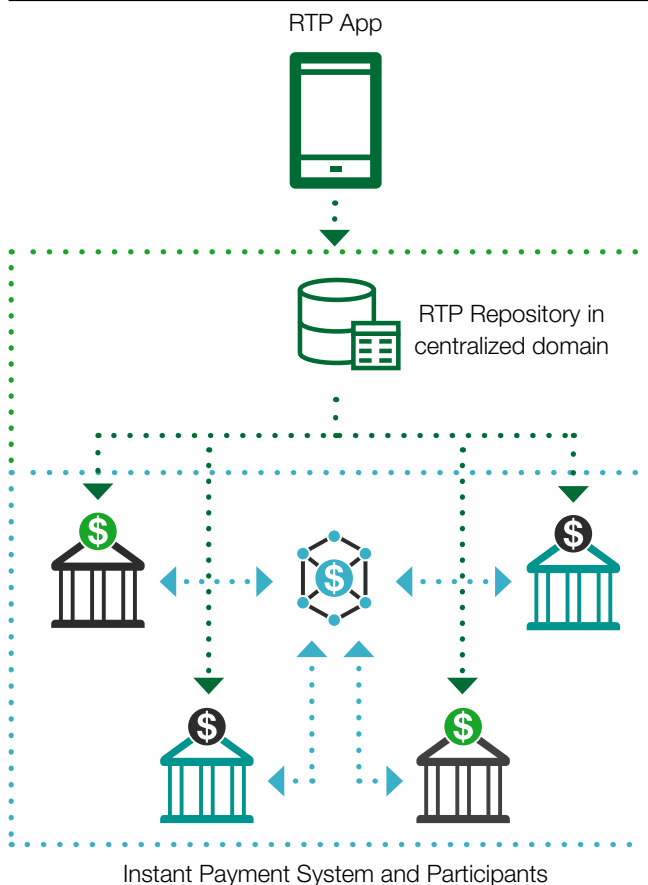 RTP App
RTP Repository in
centralized domain
$
$
$
$
$
Instant Payment System and Participants